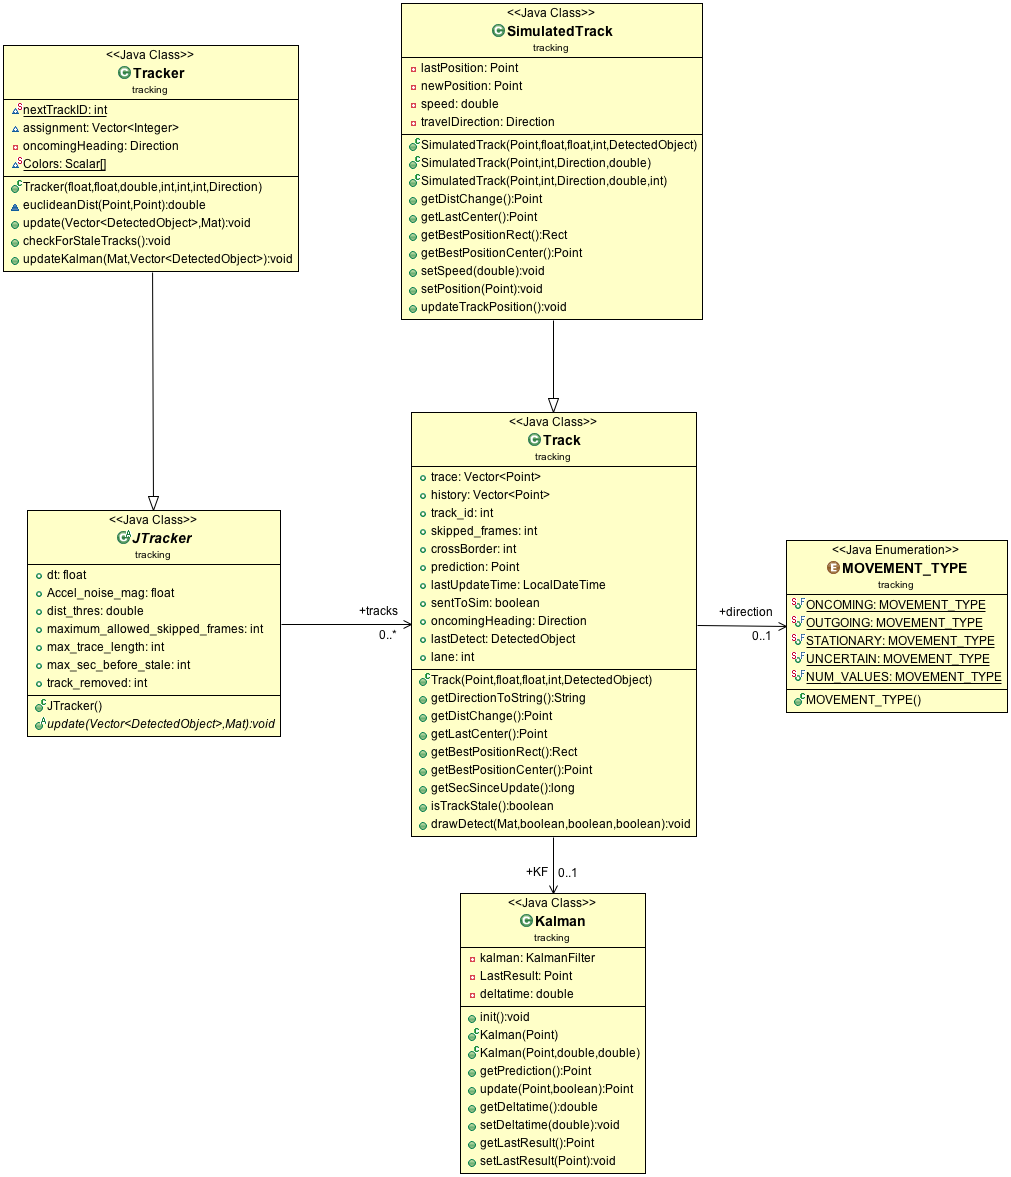 <<Java Class>>
Tracker
tracking
nextTrackID: int
assignment: Vector<Integer>
oncomingHeading: Direction
Colors: Scalar[]
Tracker(float,float,double,int,int,int,Direction)
euclideanDist(Point,Point):double
update(Vector<DetectedObject>,Mat):void
checkForStaleTracks():void
updateKalman(Mat,Vector<DetectedObject>):void
<<Java Class>>
SimulatedTrack
tracking
lastPosition: Point
newPosition: Point
speed: double
travelDirection: Direction
SimulatedTrack(Point,float,float,int,DetectedObject)
SimulatedTrack(Point,int,Direction,double)
SimulatedTrack(Point,int,Direction,double,int)
getDistChange():Point
getLastCenter():Point
getBestPositionRect():Rect
getBestPositionCenter():Point
setSpeed(double):void
setPosition(Point):void
updateTrackPosition():void
<<Java Class>>
JTracker
tracking
dt: float
Accel_noise_mag: float
dist_thres: double
maximum_allowed_skipped_frames: int
max_trace_length: int
max_sec_before_stale: int
track_removed: int
JTracker()
update(Vector<DetectedObject>,Mat):void
+tracks
0..*
<<Java Class>>
Track
tracking
trace: Vector<Point>
history: Vector<Point>
track_id: int
skipped_frames: int
crossBorder: int
prediction: Point
lastUpdateTime: LocalDateTime
sentToSim: boolean
oncomingHeading: Direction
lastDetect: DetectedObject
lane: int
Track(Point,float,float,int,DetectedObject)
getDirectionToString():String
getDistChange():Point
getLastCenter():Point
getBestPositionRect():Rect
getBestPositionCenter():Point
getSecSinceUpdate():long
isTrackStale():boolean
drawDetect(Mat,boolean,boolean,boolean):void
+direction
0..1
<<Java Enumeration>>
MOVEMENT_TYPE
tracking
ONCOMING: MOVEMENT_TYPE
OUTGOING: MOVEMENT_TYPE
STATIONARY: MOVEMENT_TYPE
UNCERTAIN: MOVEMENT_TYPE
NUM_VALUES: MOVEMENT_TYPE
MOVEMENT_TYPE()
+KF
0..1
<<Java Class>>
Kalman
tracking
kalman: KalmanFilter
LastResult: Point
deltatime: double
init():void
Kalman(Point)
Kalman(Point,double,double)
getPrediction():Point
update(Point,boolean):Point
getDeltatime():double
setDeltatime(double):void
getLastResult():Point
setLastResult(Point):void